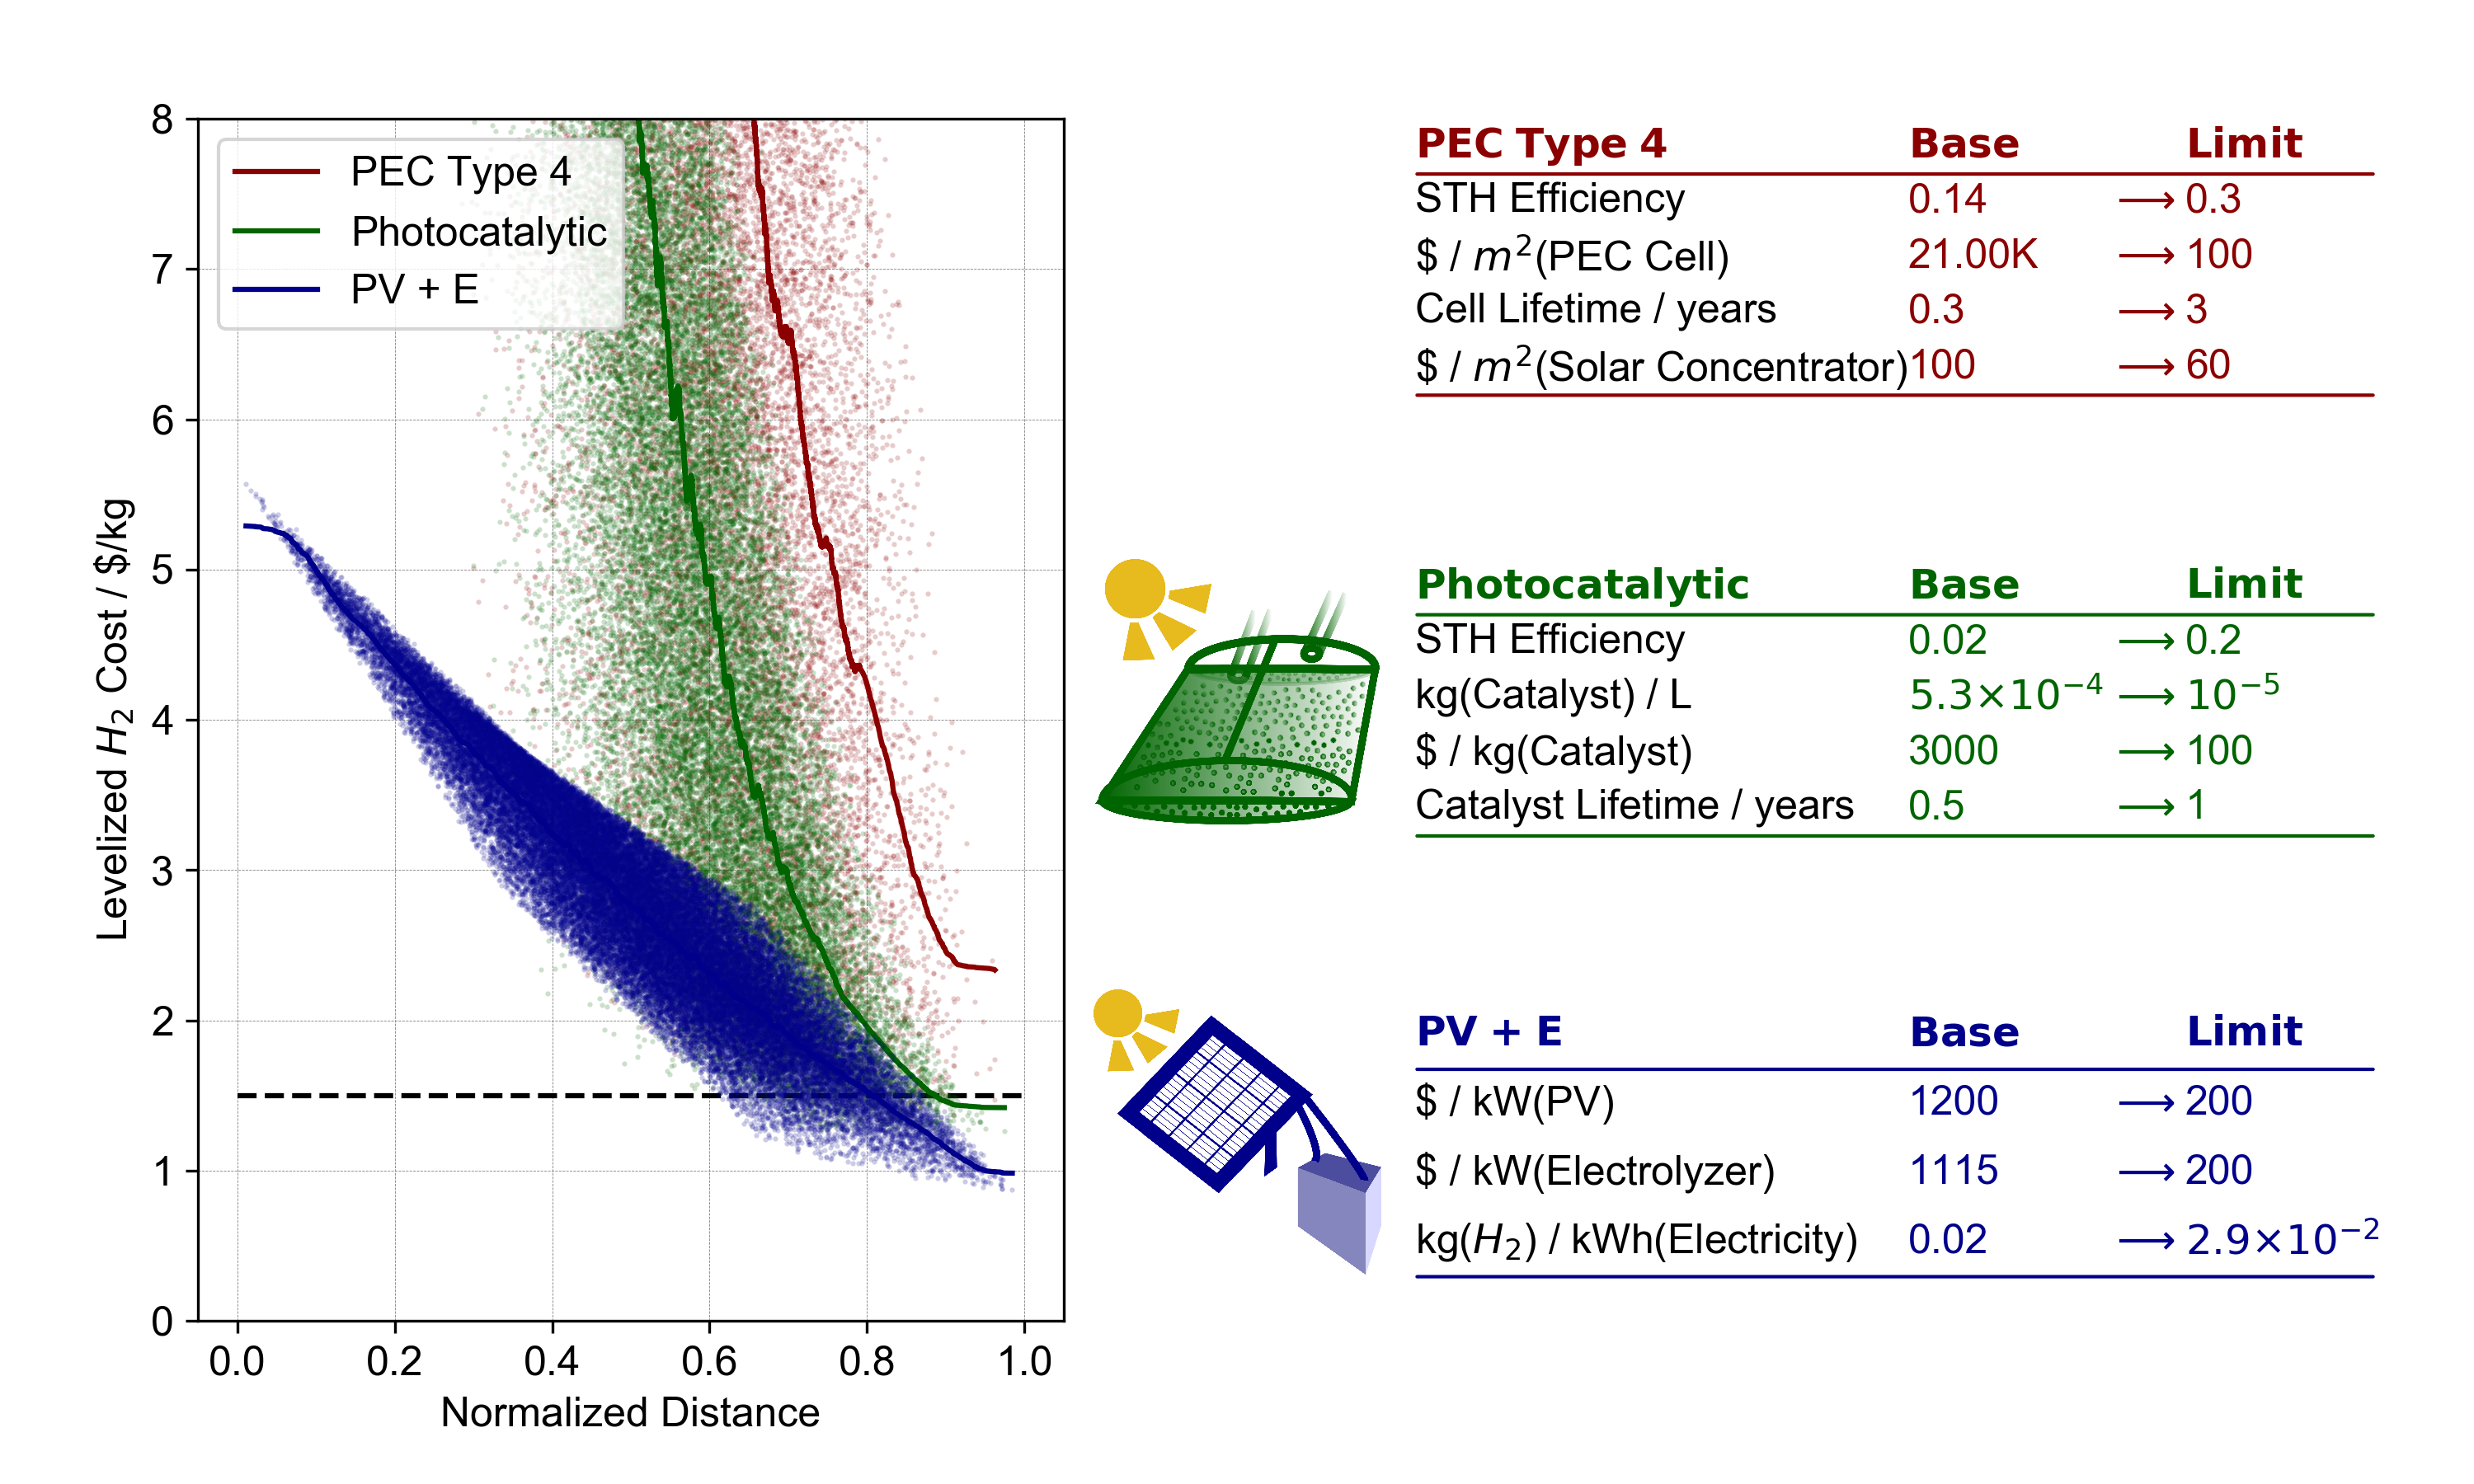 8
7
6
5
4
3
2
1
0
Levelized H₂ Cost / $/kg
PEC Type 4
Photocatalytic
PV + E
0.0 0.2 0.4 0.6 0.8 1.0
Normalized Distance
PEC Type 4 Base Limit
STH Efficiency 0.14 ⟶ 0.3
$ / m²(PEC Cell) 21.00K ⟶ 100
Cell Lifetime / years 0.3 ⟶ 3
$ / m²(Solar Concentrator) 100 ⟶ 60
Photocatalytic Base Limit
STH Efficiency 0.02 ⟶ 0.2
kg(Catalyst) / L 5.3×10⁻⁴ ⟶ 10⁻⁵
$ / kg(Catalyst) 3000 ⟶ 100
Catalyst Lifetime / years 0.5 ⟶ 1
PV + E Base Limit
$ / kW(PV) 1200 ⟶ 200
$ / kW(Electrolyzer) 1115 ⟶ 200
kg(H₂) / kWh(Electricity) 0.02 ⟶ 2.9×10⁻²